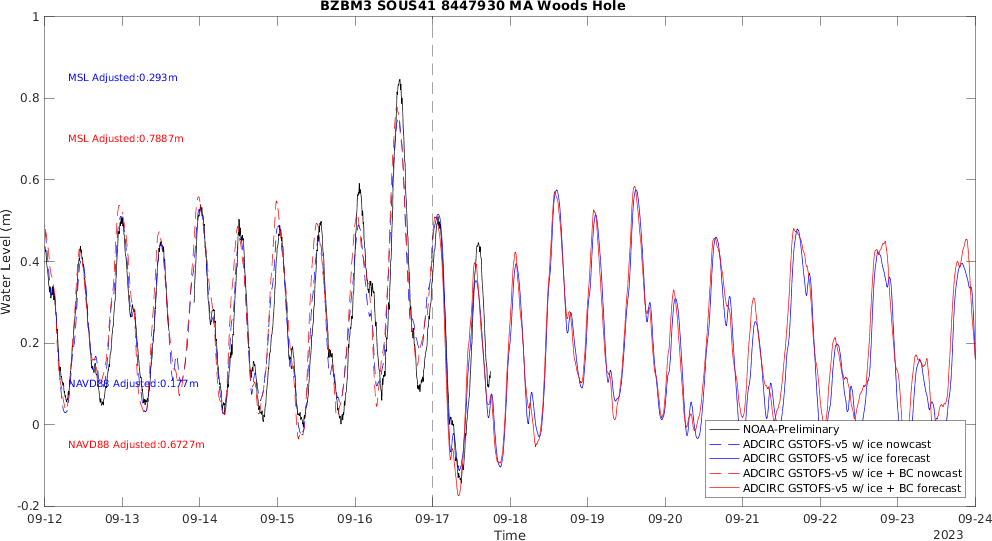 BZBM3 SOUS41 8447930 MA Woods Hole
1
0.8
0.6
0.4
0.2
0
-0.2
Water Level (m)
MSL Adjusted:0.293m
MSL Adjusted:0.7887m
NAVD88 Adjusted:0.177m
NAVD88 Adjusted:0.6727m
NOAA-Preliminary
ADCIRC GSTOFS-v5 w/ ice nowcast
ADCIRC GSTOFS-v5 w/ ice forecast
ADCIRC GSTOFS-v5 w/ ice + BC nowcast
ADCIRC GSTOFS-v5 w/ ice + BC forecast
09-12 09-13 09-14 09-15 09-16 09-17 09-18 09-19 09-20 09-21 09-22 09-23 09-24
Time
2023